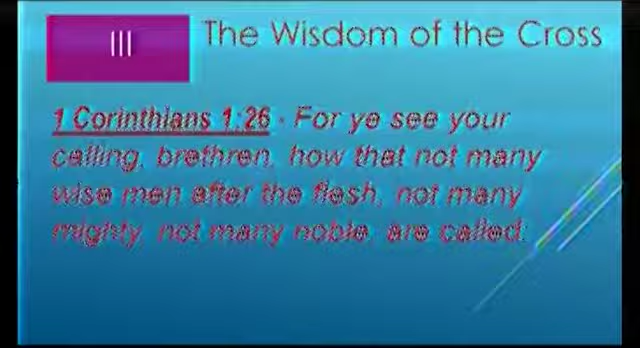 III
The Wisdom of the Cross
1 Corinthians 1:26 - For ye see your
calling, brethren, how that not many
wise men after the flesh, not many
mighty, not many noble, are called: